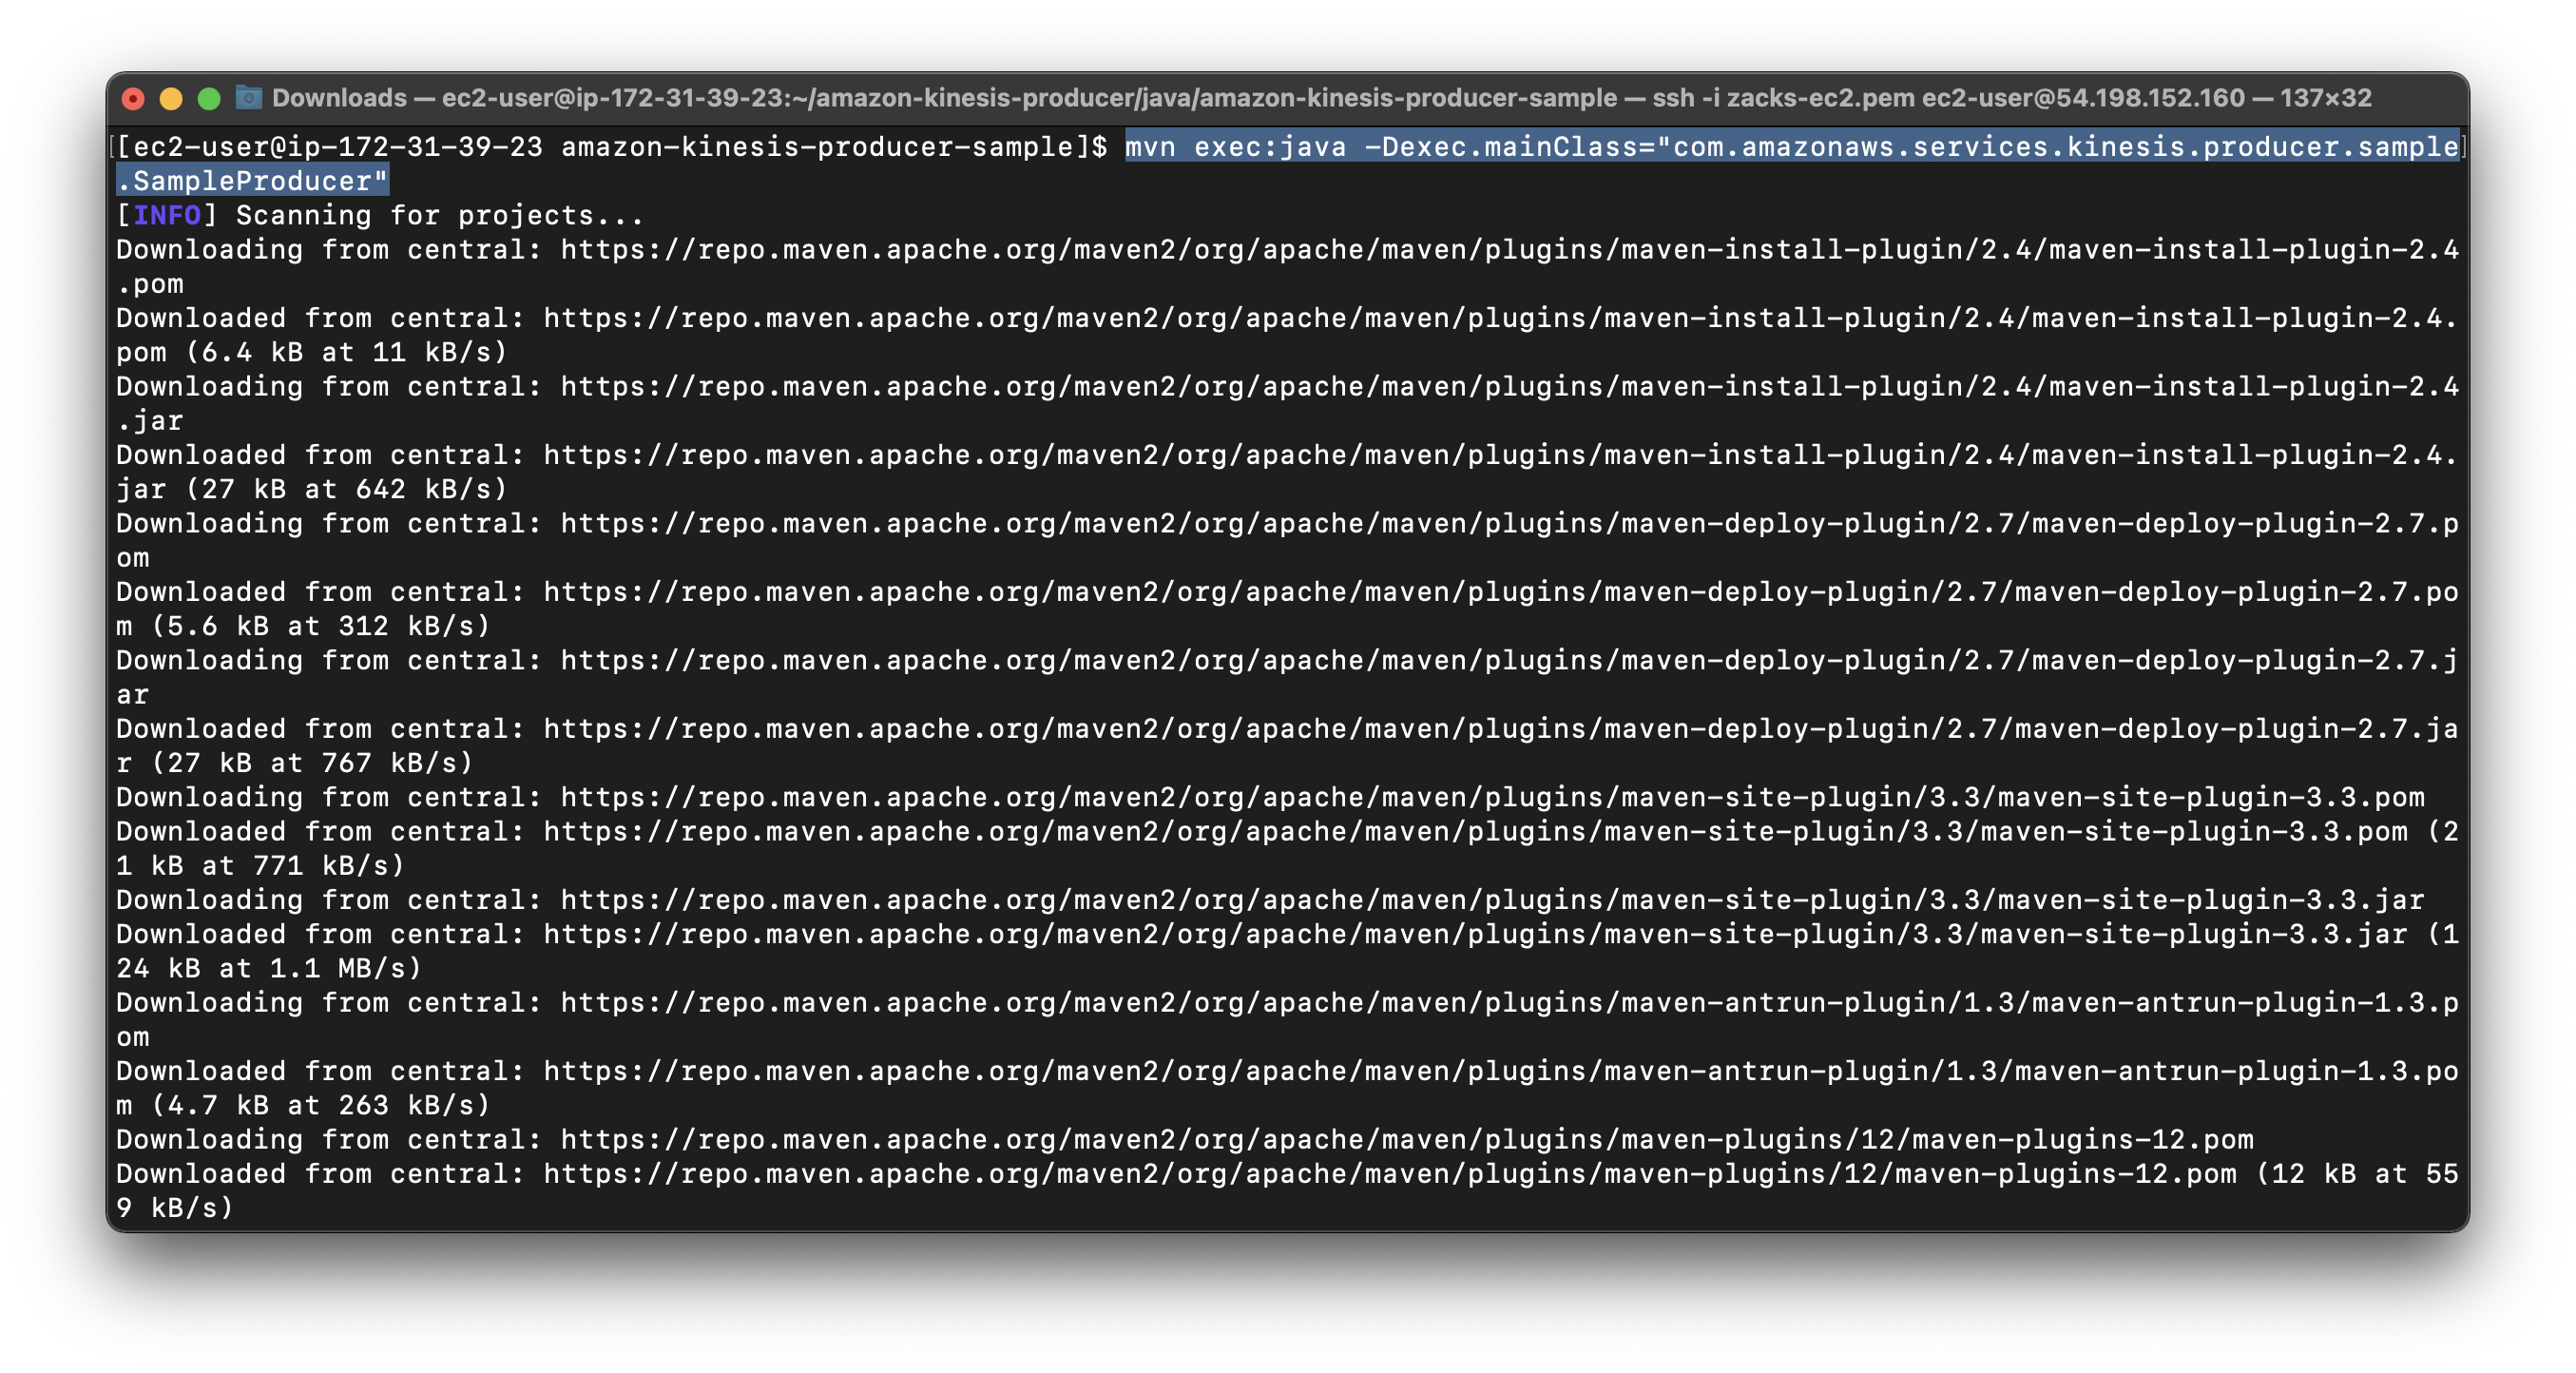 Downloads — ec2-user@ip-172-31-39-23:~/amazon-kinesis-producer/java/amazon-kinesis-producer-sample — ssh -i zacks-ec2.pem ec2-user@54.198.152.160 — 137×32
[[ec2-user@ip-172-31-39-23 amazon-kinesis-producer-sample]$ mvn exec:java -Dexec.mainClass="com.amazonaws.services.kinesis.producer.sample]
.SampleProducer"
[INFO] Scanning for projects...
Downloading from central: https://repo.maven.apache.org/maven2/org/apache/maven/plugins/maven-install-plugin/2.4/maven-install-plugin-2.4
.pom
Downloaded from central: https://repo.maven.apache.org/maven2/org/apache/maven/plugins/maven-install-plugin/2.4/maven-install-plugin-2.4.
pom (6.4 kB at 11 kB/s)
Downloading from central: https://repo.maven.apache.org/maven2/org/apache/maven/plugins/maven-install-plugin/2.4/maven-install-plugin-2.4
.jar
Downloaded from central: https://repo.maven.apache.org/maven2/org/apache/maven/plugins/maven-install-plugin/2.4/maven-install-plugin-2.4.
jar (27 kB at 642 kB/s)
Downloading from central: https://repo.maven.apache.org/maven2/org/apache/maven/plugins/maven-deploy-plugin/2.7/maven-deploy-plugin-2.7.p
om
Downloaded from central: https://repo.maven.apache.org/maven2/org/apache/maven/plugins/maven-deploy-plugin/2.7/maven-deploy-plugin-2.7.po
m (5.6 kB at 312 kB/s)
Downloading from central: https://repo.maven.apache.org/maven2/org/apache/maven/plugins/maven-deploy-plugin/2.7/maven-deploy-plugin-2.7.j
ar
Downloaded from central: https://repo.maven.apache.org/maven2/org/apache/maven/plugins/maven-deploy-plugin/2.7/maven-deploy-plugin-2.7.ja
r (27 kB at 767 kB/s)
Downloading from central: https://repo.maven.apache.org/maven2/org/apache/maven/plugins/maven-site-plugin/3.3/maven-site-plugin-3.3.pom
Downloaded from central: https://repo.maven.apache.org/maven2/org/apache/maven/plugins/maven-site-plugin/3.3/maven-site-plugin-3.3.pom (2
1 kB at 771 kB/s)
Downloading from central: https://repo.maven.apache.org/maven2/org/apache/maven/plugins/maven-site-plugin/3.3/maven-site-plugin-3.3.jar
Downloaded from central: https://repo.maven.apache.org/maven2/org/apache/maven/plugins/maven-site-plugin/3.3/maven-site-plugin-3.3.jar (1
24 kB at 1.1 MB/s)
Downloading from central: https://repo.maven.apache.org/maven2/org/apache/maven/plugins/maven-antrun-plugin/1.3/maven-antrun-plugin-1.3.p
om
Downloaded from central: https://repo.maven.apache.org/maven2/org/apache/maven/plugins/maven-antrun-plugin/1.3/maven-antrun-plugin-1.3.po
m (4.7 kB at 263 kB/s)
Downloading from central: https://repo.maven.apache.org/maven2/org/apache/maven/plugins/maven-plugins/12/maven-plugins-12.pom
Downloaded from central: https://repo.maven.apache.org/maven2/org/apache/maven/plugins/maven-plugins/12/maven-plugins-12.pom (12 kB at 55
9 kB/s)